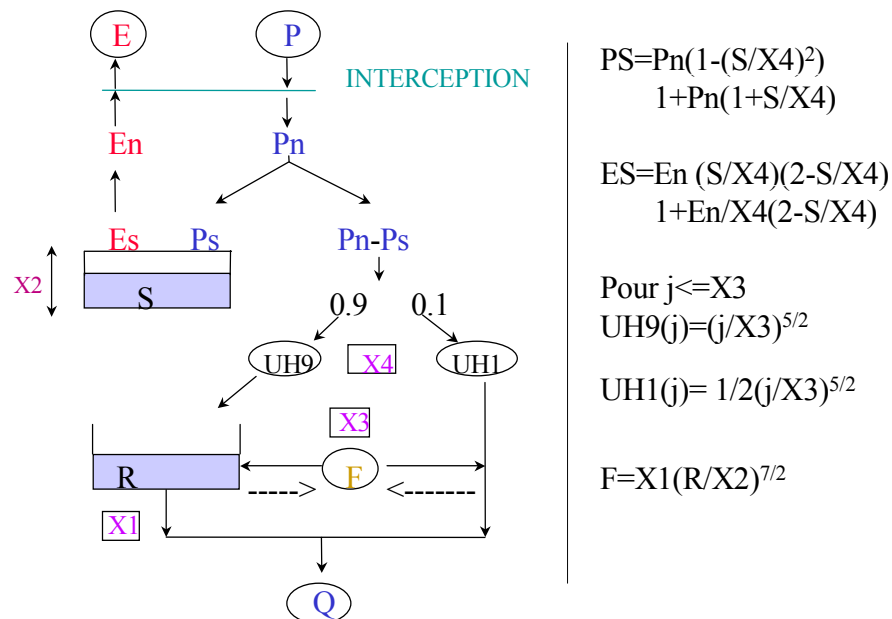 E
P
INTERCEPTION
En
Pn
Es
Ps
Pn-Ps
X2
S
0.9
0.1
UH9
X4
UH1
X3
R
F
X1
Q
PS=Pn(1-(S/X4)²)
1+Pn(1+S/X4)
ES=En (S/X4)(2-S/X4)
1+En/X4(2-S/X4)
Pour j<=X3
UH9(j)=(j/X3)5/2
UH1(j)= 1/2(j/X3)5/2
F=X1(R/X2)7/2